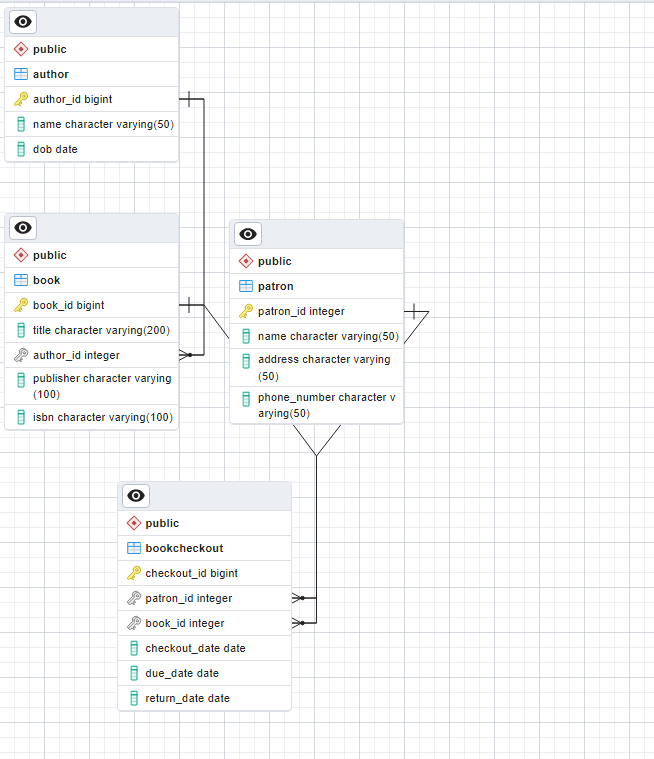 public
author
author_id bigint
name character varying(50)
dob date
public
book
book_id bigint
title character varying(200)
author_id integer
publisher character varying
(100)
isbn character varying(100)
public
patron
patron_id integer
name character varying(50)
address character varying
(50)
phone_number character v
arying(50)
public
bookcheckout
checkout_id bigint
patron_id integer
book_id integer
checkout_date date
due_date date
return_date date